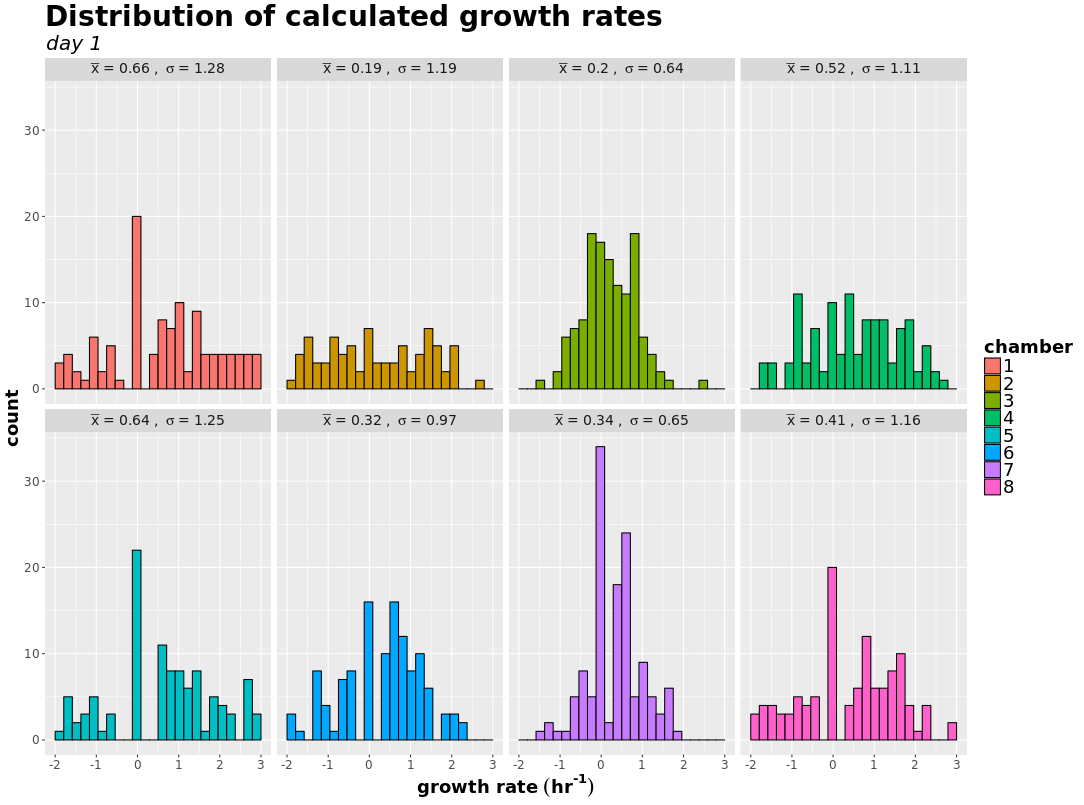 Distribution of calculated growth rates
day 1
x̅ = 0.66 , σ = 1.28
x̅ = 0.19 , σ = 1.19
x̅ = 0.2 , σ = 0.64
x̅ = 0.52 , σ = 1.11
30
20
10
0
x̅ = 0.64 , σ = 1.25
x̅ = 0.32 , σ = 0.97
x̅ = 0.34 , σ = 0.65
x̅ = 0.41 , σ = 1.16
30
20
10
0
-2 -1 0 1 2 3
-2 -1 0 1 2 3
-2 -1 0 1 2 3
-2 -1 0 1 2 3
count
growth rate (hr⁻¹)
chamber
1
2
3
4
5
6
7
8